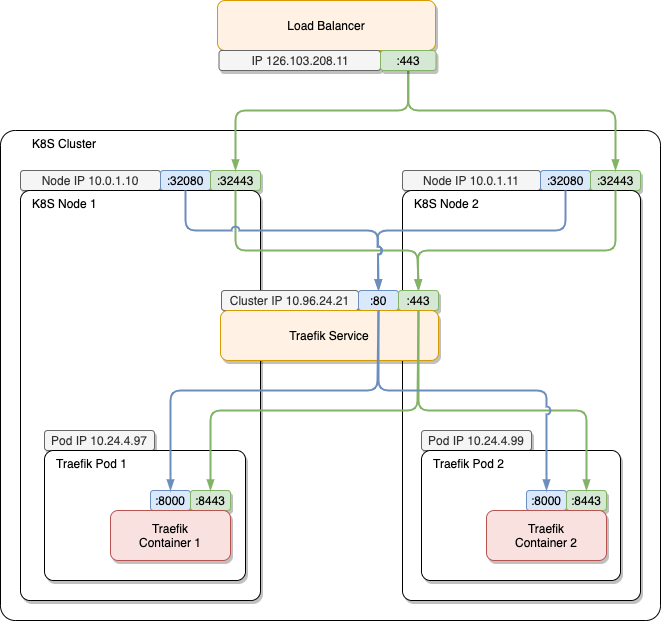 Load Balancer
IP 126.103.208.11
:443
K8S Cluster
Node IP 10.0.1.10
:32080
:32443
Node IP 10.0.1.11
:32080
:32443
K8S Node 1
K8S Node 2
Cluster IP 10.96.24.21
:80
:443
Traefik Service
Pod IP 10.24.4.97
Pod IP 10.24.4.99
Traefik Pod 1
Traefik Pod 2
:8000
:8443
:8000
:8443
Traefik
Container 1
Traefik
Container 2